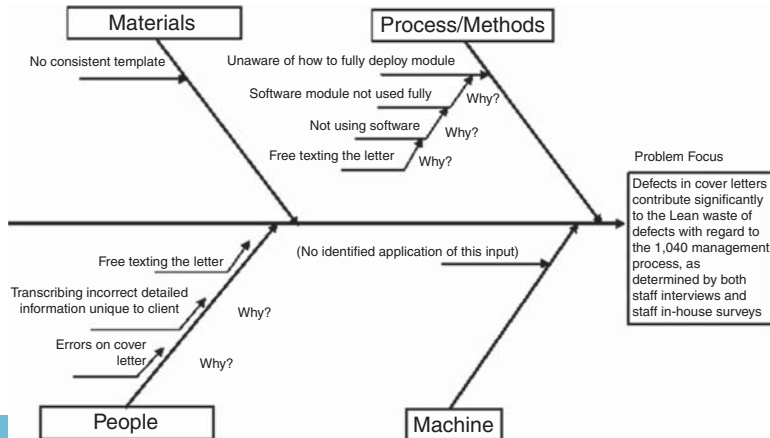 Materials
Process/Methods
No consistent template
Unaware of how to fully deploy module
Software module not used fully
Why?
Not using software
Why?
Free texting the letter
Why?
Problem Focus
Defects in cover letters
contribute significantly
to the Lean waste of
defects with regard to
the 1,040 management
process, as
determined by both
staff interviews and
staff in-house surveys
Free texting the letter
(No identified application of this input)
Transcribing incorrect detailed
information unique to client
Why?
Errors on cover
letter
Why?
People
Machine